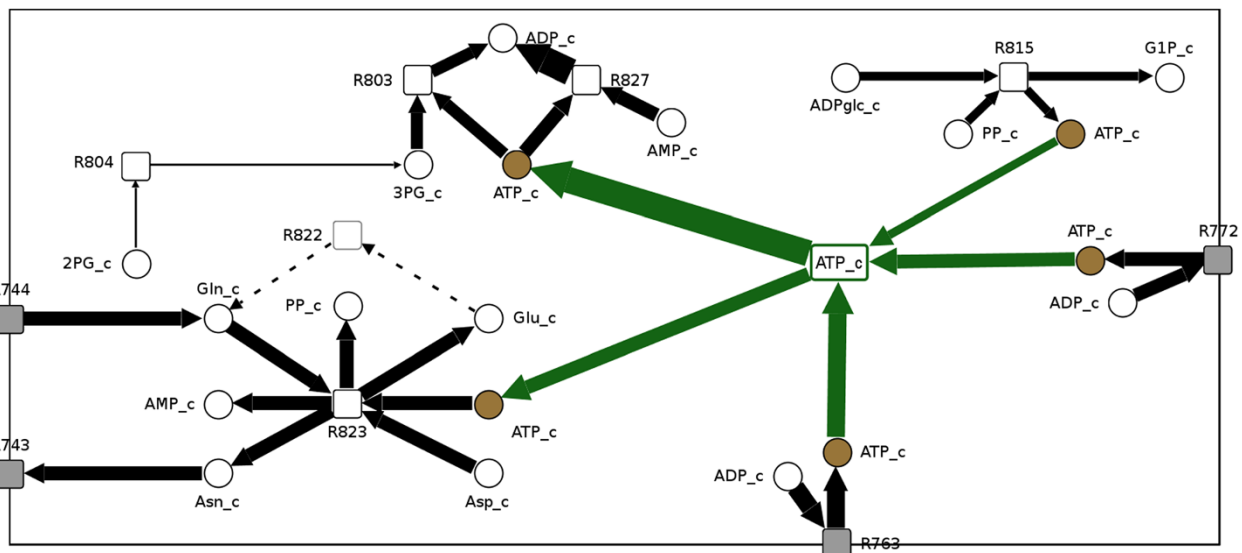 ADP_c
R815
G1P_c
R803
R827
ADPglc_c
PP_c
ATP_c
AMP_c
R804
3PG_c
ATP_c
R822
ATP_c
R772
2PG_c
ATP_c
744
Gln_c
PP_c
Glu_c
ADP_c
AMP_c
R823
ATP_c
743
ATP_c
ADP_c
Asn_c
Asp_c
R763